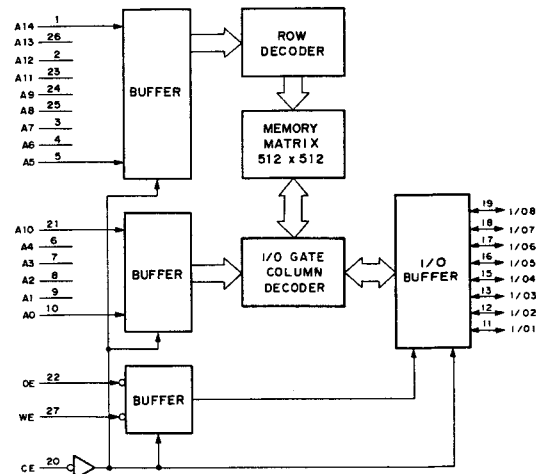 A14 1
A13 26
A12 2
A11 23
A9 24
A8 25
A7 3
A6 4
A5 5
BUFFER
ROW
DECODER
MEMORY
MATRIX
512 x 512
A10 21
A4 6
A3 7
A2 8
A1 9
A0 10
BUFFER
I/O GATE
COLUMN
DECODER
I/O
BUFFER
19 I/O8
18 I/O7
17 I/O6
16 I/O5
15 I/O4
13 I/O3
12 I/O2
11 I/O1
OE 22
WE 27
BUFFER
CE 20